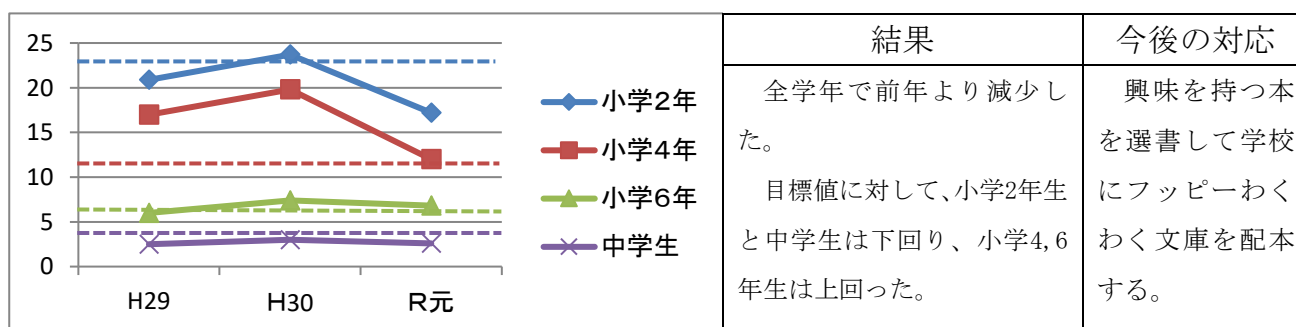 25
20
15
10
5
0
H29 H30 R元
小学2年
小学4年
小学6年
中学生
結果
全学年で前年より減少し
た。
目標値に対して、小学2年生
と中学生は下回り、小学4,6
年生は上回った。
今後の対応
興味を持つ本
を選書して学校
にフッピーわく
わく文庫を配本
する。